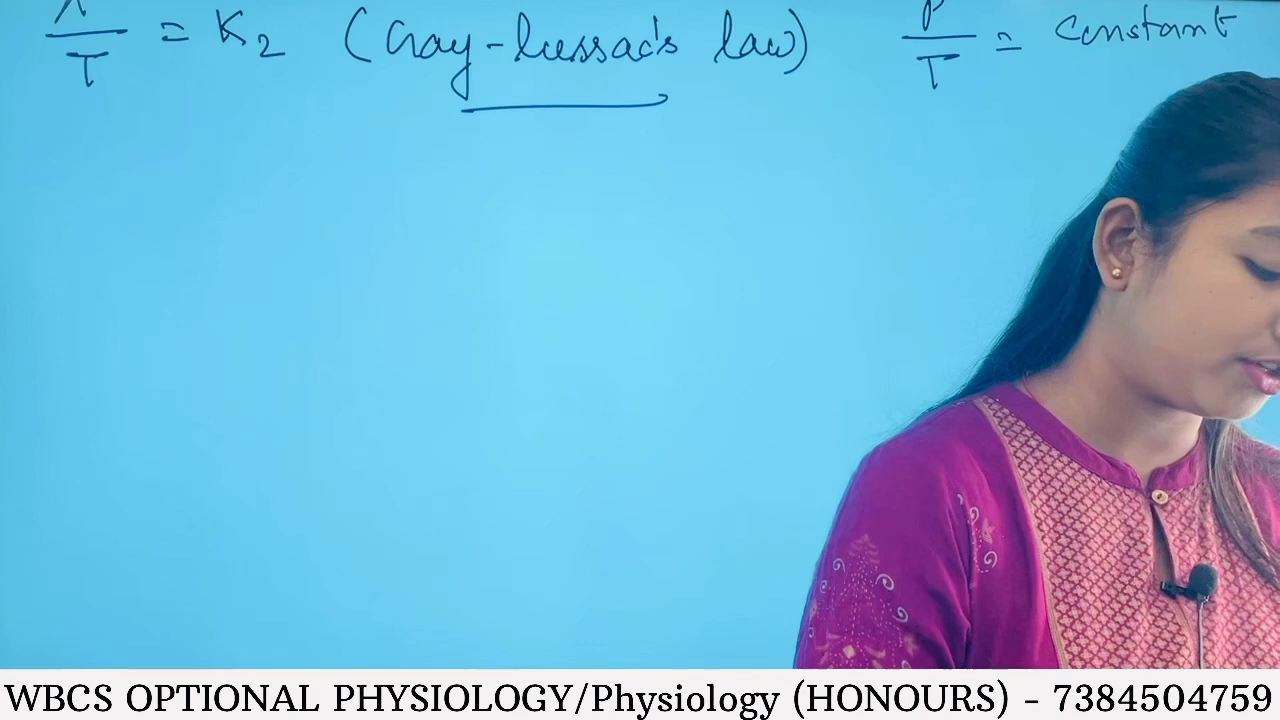 T = K2 (Gay-lussac's law) P/T = constant
WBCS OPTIONAL PHYSIOLOGY/Physiology (HONOURS) - 7384504759